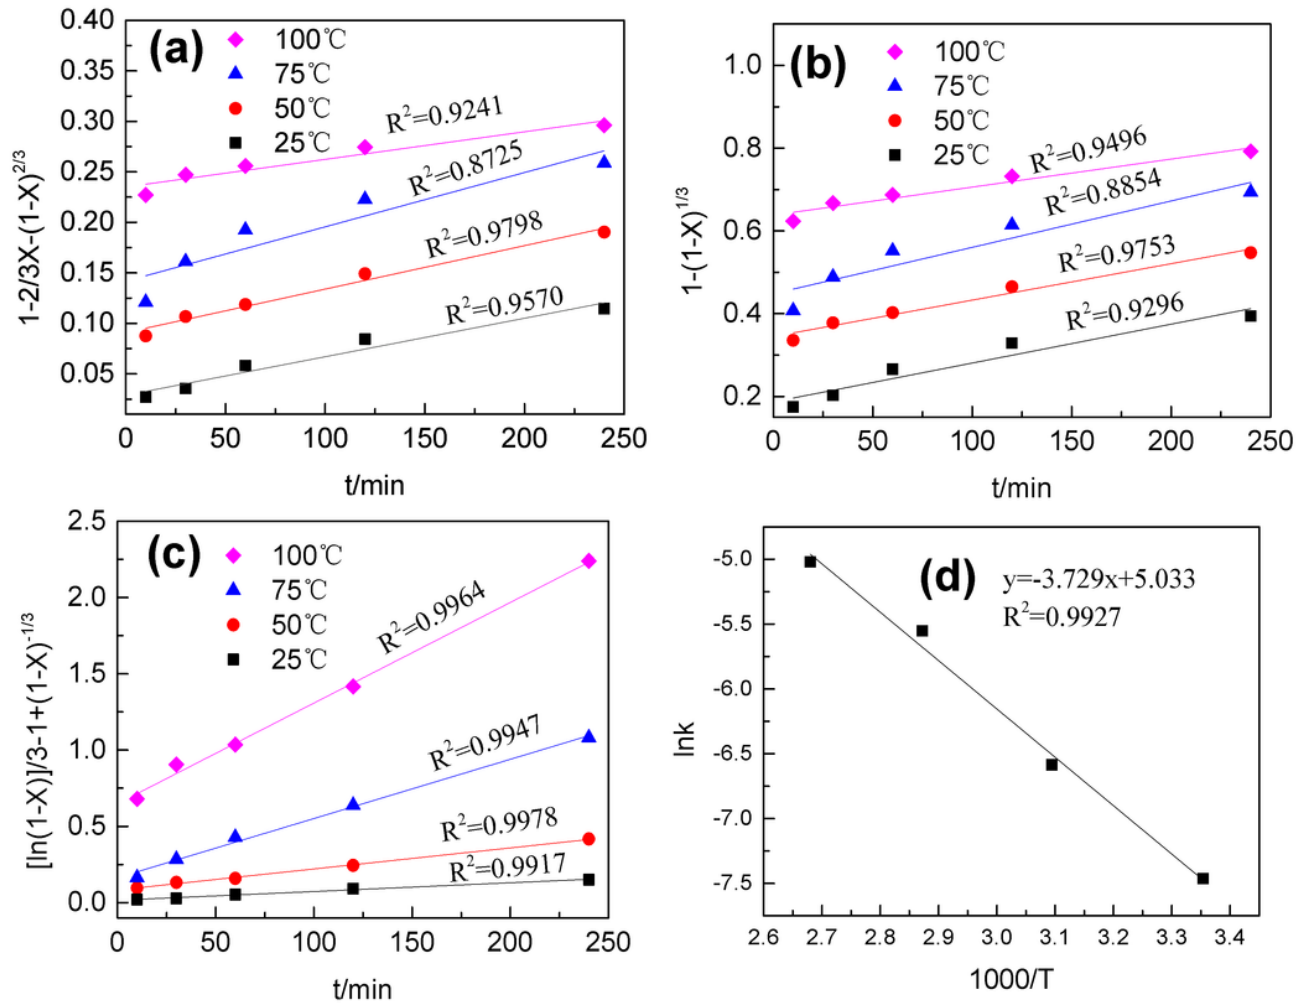 (a)
100℃
75℃
50℃
25℃
0.40
0.35
0.30
0.25
0.20
0.15
0.10
0.05
1-2/3X-(1-X)^2/3
R²=0.9241
R²=0.8725
R²=0.9798
R²=0.9570
0 50 100 150 200 250
t/min
(b)
100℃
75℃
50℃
25℃
1.0
0.8
0.6
0.4
0.2
1-(1-X)^1/3
R²=0.9496
R²=0.8854
R²=0.9753
R²=0.9296
0 50 100 150 200 250
t/min
(c)
100℃
75℃
50℃
25℃
2.5
2.0
1.5
1.0
0.5
0.0
[ln(1-X)]/3-1+(1-X)^-1/3
R²=0.9964
R²=0.9947
R²=0.9978
R²=0.9917
0 50 100 150 200 250
t/min
(d)
y=-3.729x+5.033
R²=0.9927
-5.0
-5.5
-6.0
-6.5
-7.0
-7.5
lnk
2.6 2.7 2.8 2.9 3.0 3.1 3.2 3.3 3.4
1000/T